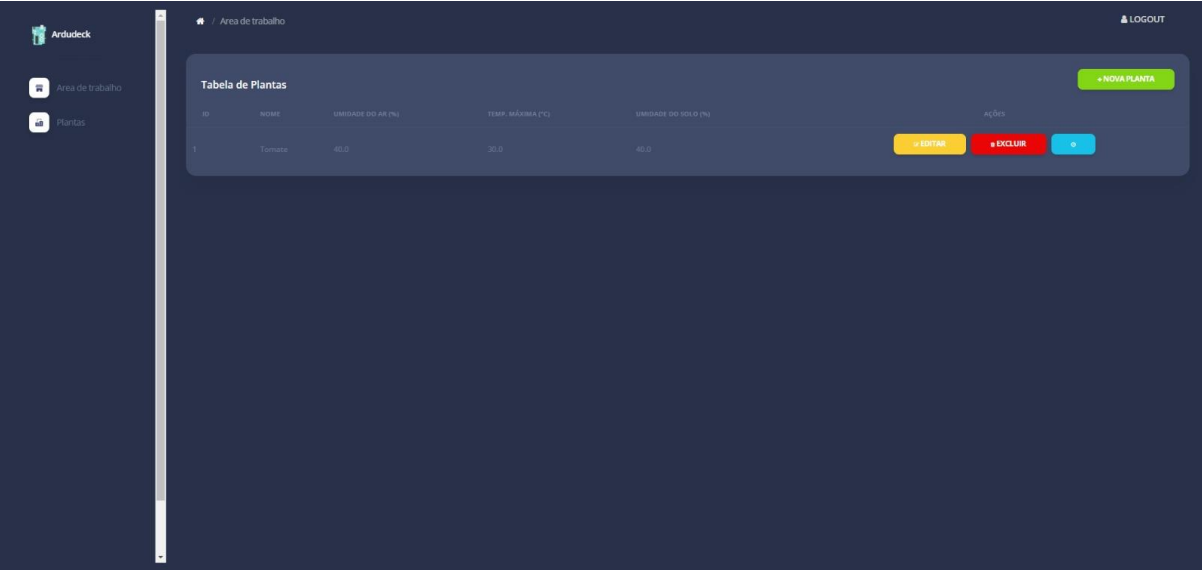 Ardudeck
/ Area de trabalho
LOGOUT
Area de trabalho
Plantas
Tabela de Plantas
+ NOVA PLANTA
ID NOME UMIDADE DO AR (%) TEMP. MÁXIMA (°C) UMIDADE DO SOLO (%) AÇÕES
1 Tomate 40.0 30.0 40.0 EDITAR EXCLUIR